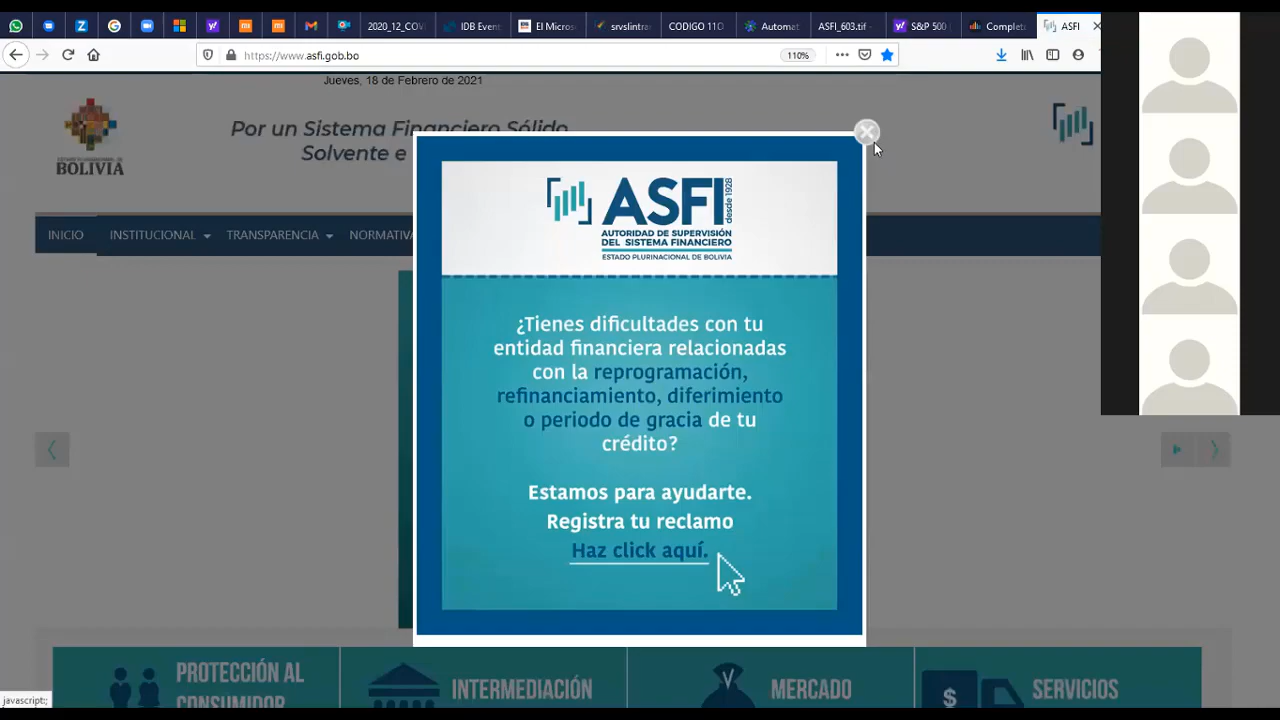 2020_12_COV
IDB Event
El Micros
srvslintran
CODIGO 11O
Automat
ASFI_603.tif -
S&P 500
Complet
ASFI
https://www.asfi.gob.bo
110%
Jueves, 18 de Febrero de 2021
BOLIVIA
Por un Sistema Financiero Sólido
Solvente e
INICIO
INSTITUCIONAL
TRANSPARENCIA
NORMATIVA
ASFI
desde 1928
AUTORIDAD DE SUPERVISIÓN
DEL SISTEMA FINANCIERO
ESTADO PLURINACIONAL DE BOLIVIA
¿Tienes dificultades con tu
entidad financiera relacionadas
con la reprogramación,
refinanciamiento, diferimiento
o periodo de gracia de tu
crédito?
Estamos para ayudarte.
Registra tu reclamo
Haz click aquí.
PROTECCIÓN AL
CONSUMIDOR
INTERMEDIACIÓN
MERCADO
SERVICIOS
javascript:;